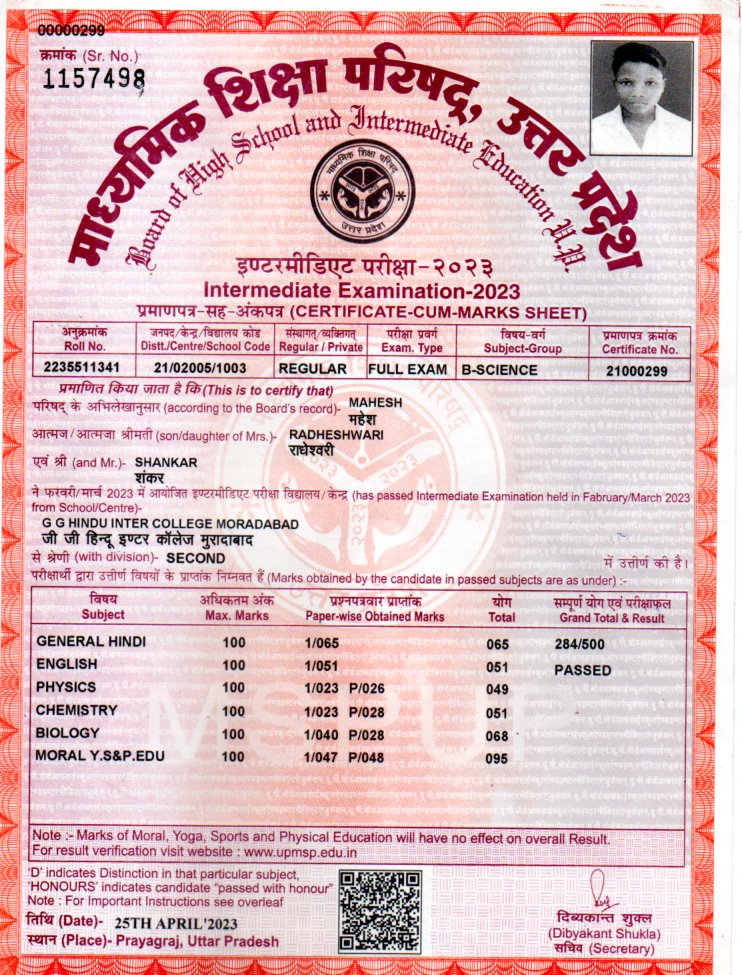 00000299
क्रमांक (Sr. No.)
1157498
माध्यमिक शिक्षा परिषद्, उत्तर प्रदेश
Board of High School and Intermediate Education U.P.
माध्यमिक शिक्षा परिषद
उत्तर प्रदेश
इण्टरमीडिएट परीक्षा-२०२३
Intermediate Examination-2023
प्रमाणपत्र-सह-अंकपत्र (CERTIFICATE-CUM-MARKS SHEET)
अनुक्रमांक जनपद/केन्द्र/विद्यालय कोड संस्थागत/व्यक्तिगत परीक्षा प्रवर्ग विषय-वर्ग प्रमाणपत्र क्रमांक
Roll No. Distt./Centre/School Code Regular / Private Exam. Type Subject-Group Certificate No.
2235511341 21/02005/1003 REGULAR FULL EXAM B-SCIENCE 21000299
प्रमाणित किया जाता है कि (This is to certify that)
परिषद् के अभिलेखानुसार (according to the Board's record)- MAHESH
महेश
आत्मज/आत्मजा श्रीमती (son/daughter of Mrs.)- RADHESHWARI
राधेश्वरी
एवं श्री (and Mr.)- SHANKAR
शंकर
ने फरवरी/मार्च 2023 में आयोजित इण्टरमीडिएट परीक्षा विद्यालय/केन्द्र (has passed Intermediate Examination held in Fabruary/March 2023
from School/Centre)-
G G HINDU INTER COLLEGE MORADABAD
जी जी हिन्दू इण्टर कॉलेज मुरादाबाद
से श्रेणी (with division)- SECOND में उत्तीर्ण की है।
परीक्षार्थी द्वारा उत्तीर्ण विषयों के प्राप्तांक निम्नवत हैं (Marks obtained by the candidate in passed subjects are as under) :-
विषय अधिकतम अंक प्रश्नपत्रवार प्राप्तांक योग सम्पूर्ण योग एवं परीक्षाफल
Subject Max. Marks Paper-wise Obtained Marks Total Grand Total & Result
GENERAL HINDI 100 1/065 065 284/500
ENGLISH 100 1/051 051 PASSED
PHYSICS 100 1/023 P/026 049
CHEMISTRY 100 1/023 P/028 051
BIOLOGY 100 1/040 P/028 068
MORAL Y.S&P.EDU 100 1/047 P/048 095
MSPUP
Note :- Marks of Moral, Yoga, Sports and Physical Education will have no effect on overall Result.
For result verification visit website : www.upmsp.edu.in
'D' indicates Distinction in that particular subject,
'HONOURS' indicates candidate "passed with honour"
Note : For Important Instructions see overleaf
तिथि (Date)- 25TH APRIL'2023
स्थान (Place)- Prayagraj, Uttar Pradesh
दिब्यकान्त शुक्ल
(Dibyakant Shukla)
सचिव (Secretary)